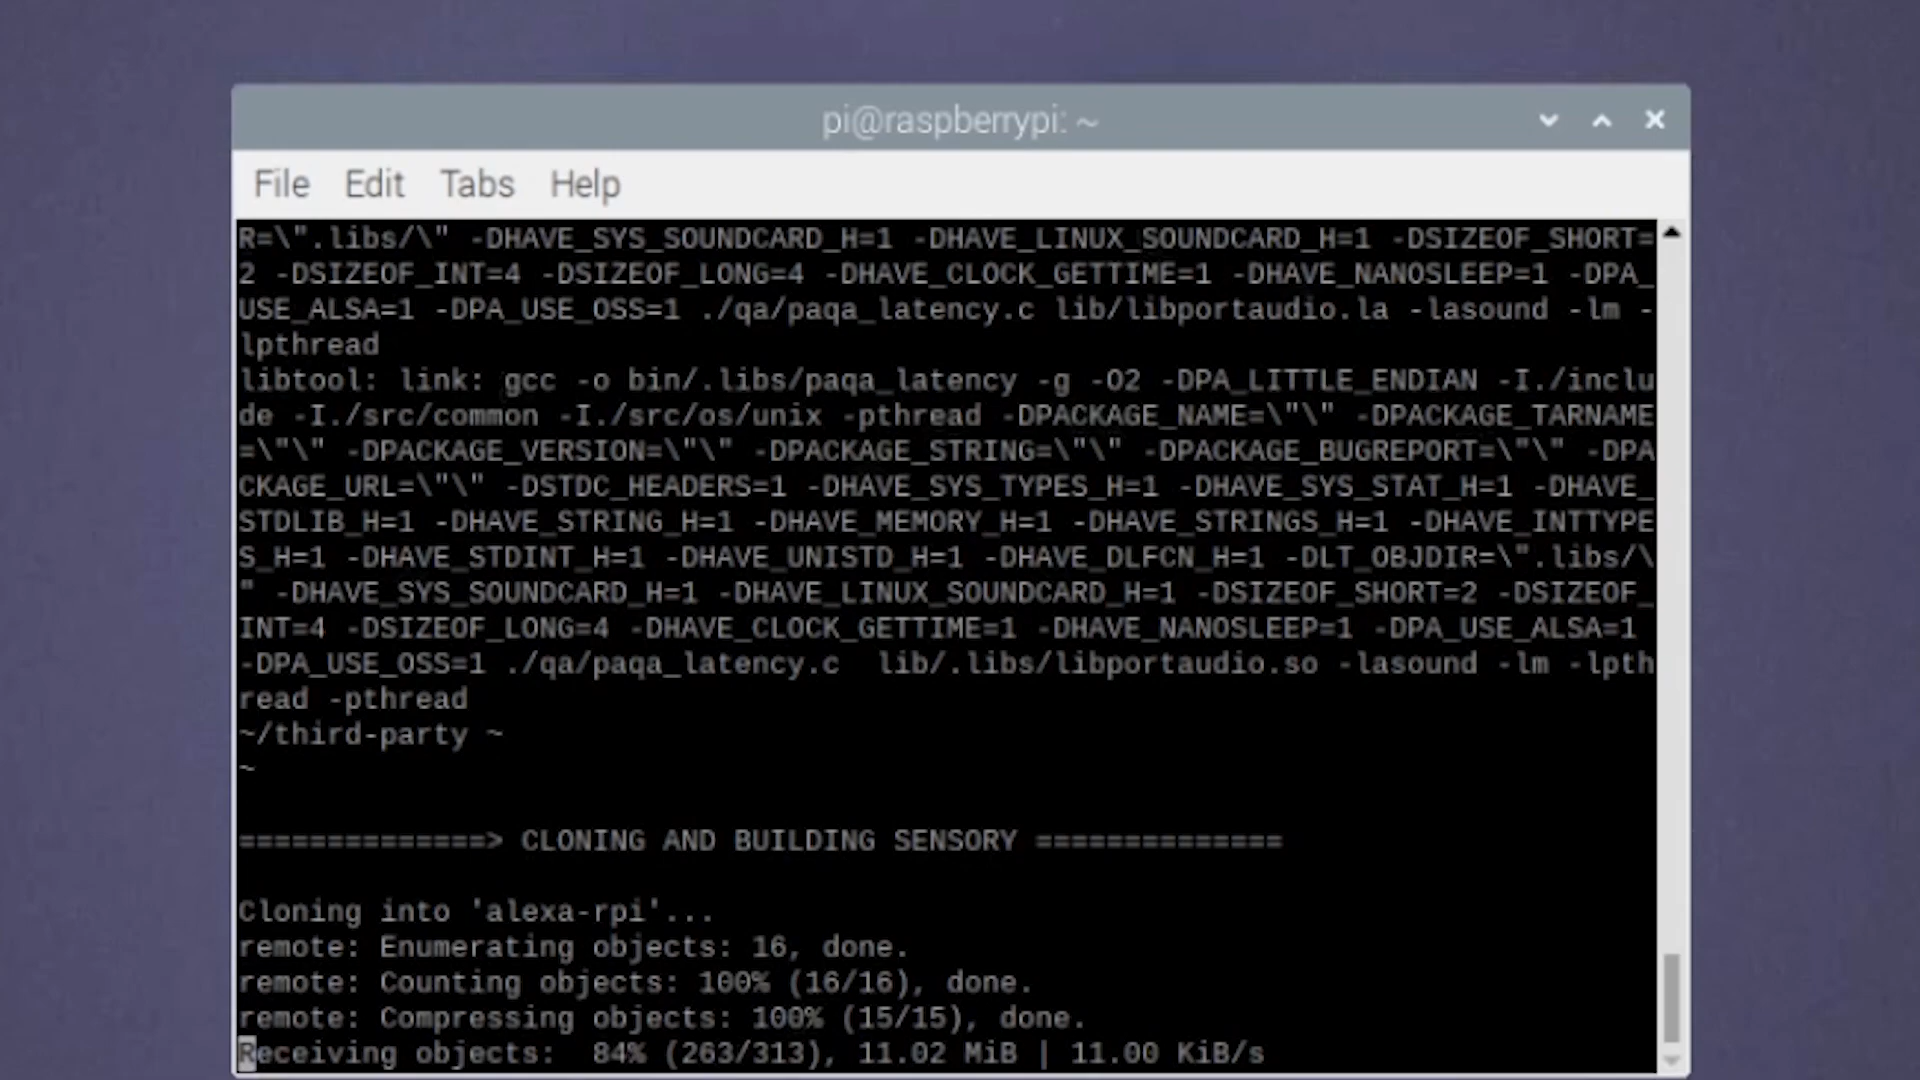 pi@raspberrypi: ~
File Edit Tabs Help
R=\".libs/\" -DHAVE_SYS_SOUNDCARD_H=1 -DHAVE_LINUX_SOUNDCARD_H=1 -DSIZEOF_SHORT=
2 -DSIZEOF_INT=4 -DSIZEOF_LONG=4 -DHAVE_CLOCK_GETTIME=1 -DHAVE_NANOSLEEP=1 -DPA_
USE_ALSA=1 -DPA_USE_OSS=1 ./qa/paqa_latency.c lib/libportaudio.la -lasound -lm -
lpthread
libtool: link: gcc -o bin/.libs/paqa_latency -g -O2 -DPA_LITTLE_ENDIAN -I./inclu
de -I./src/common -I./src/os/unix -pthread -DPACKAGE_NAME=\"\" -DPACKAGE_TARNAME
=\"\" -DPACKAGE_VERSION=\"\" -DPACKAGE_STRING=\"\" -DPACKAGE_BUGREPORT=\"\" -DPA
CKAGE_URL=\"\" -DSTDC_HEADERS=1 -DHAVE_SYS_TYPES_H=1 -DHAVE_SYS_STAT_H=1 -DHAVE_
STDLIB_H=1 -DHAVE_STRING_H=1 -DHAVE_MEMORY_H=1 -DHAVE_STRINGS_H=1 -DHAVE_INTTYPE
S_H=1 -DHAVE_STDINT_H=1 -DHAVE_UNISTD_H=1 -DHAVE_DLFCN_H=1 -DLT_OBJDIR=\".libs/\
" -DHAVE_SYS_SOUNDCARD_H=1 -DHAVE_LINUX_SOUNDCARD_H=1 -DSIZEOF_SHORT=2 -DSIZEOF_
INT=4 -DSIZEOF_LONG=4 -DHAVE_CLOCK_GETTIME=1 -DHAVE_NANOSLEEP=1 -DPA_USE_ALSA=1
-DPA_USE_OSS=1 ./qa/paqa_latency.c  lib/.libs/libportaudio.so -lasound -lm -lpth
read -pthread
~/third-party ~
~
==============> CLONING AND BUILDING SENSORY ==============
Cloning into 'alexa-rpi'...
remote: Enumerating objects: 16, done.
remote: Counting objects: 100% (16/16), done.
remote: Compressing objects: 100% (15/15), done.
Receiving objects:  84% (263/313), 11.02 MiB | 11.00 KiB/s